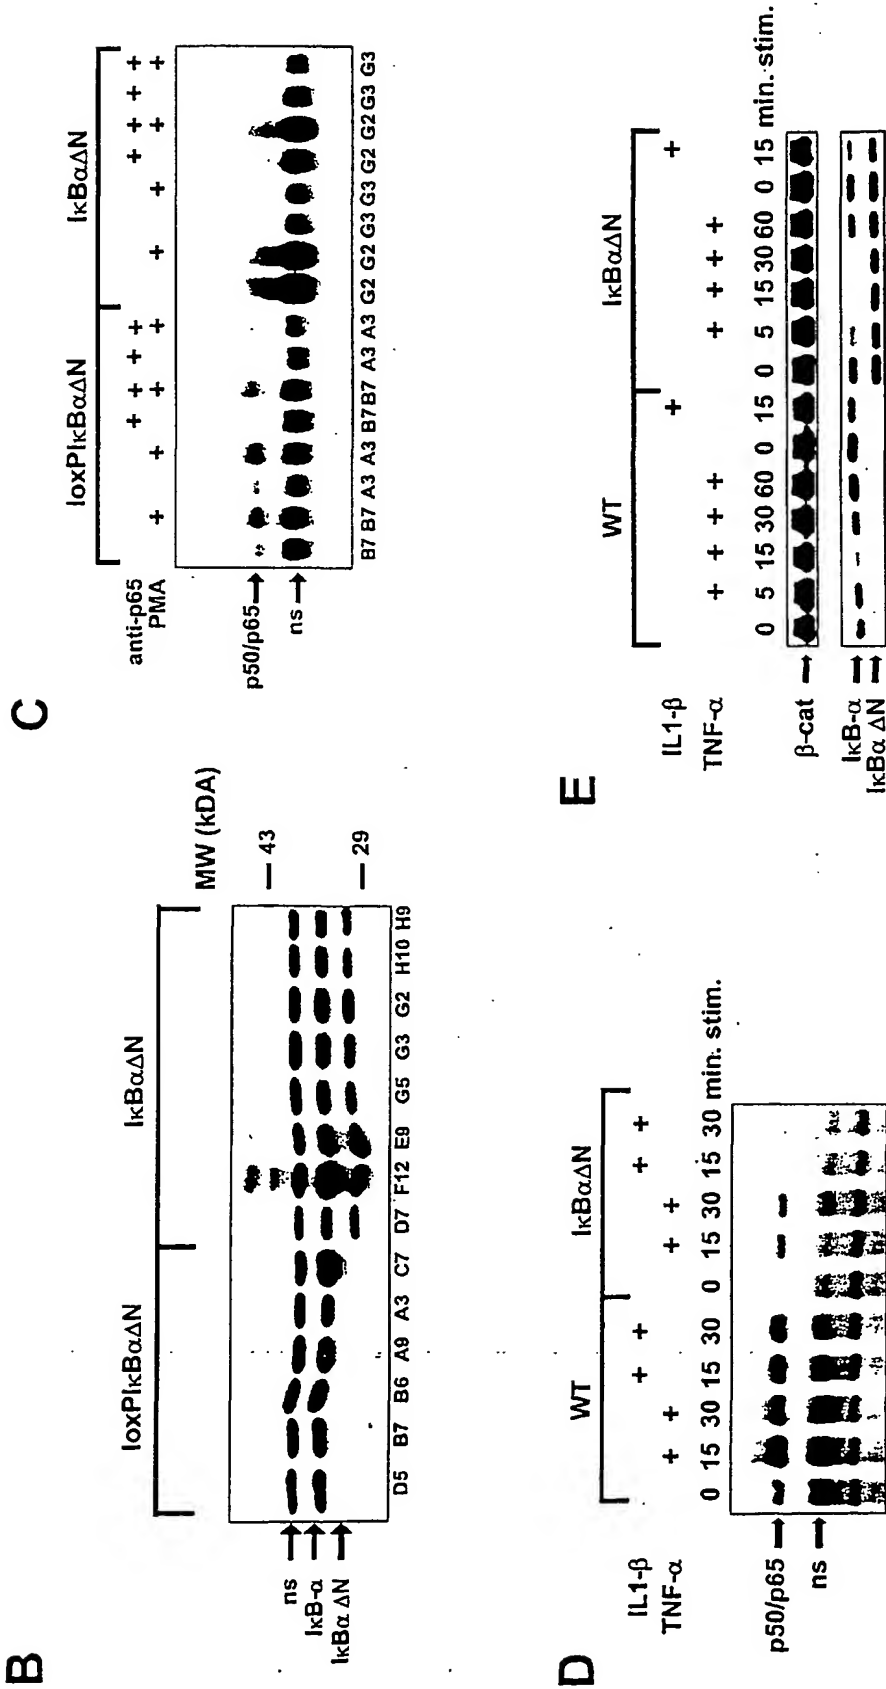 B
loxPIκBαΔN IκBαΔN
MW (kDA)
ns
IκB-α
IκBα ΔN
43
29
D5 B7 B6 A9 A3 C7 D7 F12 E9 G5 G3 G2 H10 H9
C
loxPIκBαΔN IκBαΔN
anti-p65 + + + + + + + +
PMA + + + + + + + +
p50/p65
ns
B7 B7 A3 A3 B7 B7 A3 A3 G2 G2 G3 G3 G2 G2 G3 G3
D
WT IκBαΔN
IL1-β + + + +
TNF-α + + + +
0 15 30 15 30 0 15 30 15 30 min. stim.
p50/p65
ns
E
WT IκBαΔN
IL1-β + +
TNF-α + + + + + + + +
0 5 15 30 60 0 15 0 5 15 30 60 0 15 min. stim.
β-cat
IκB-α
IκBα ΔN